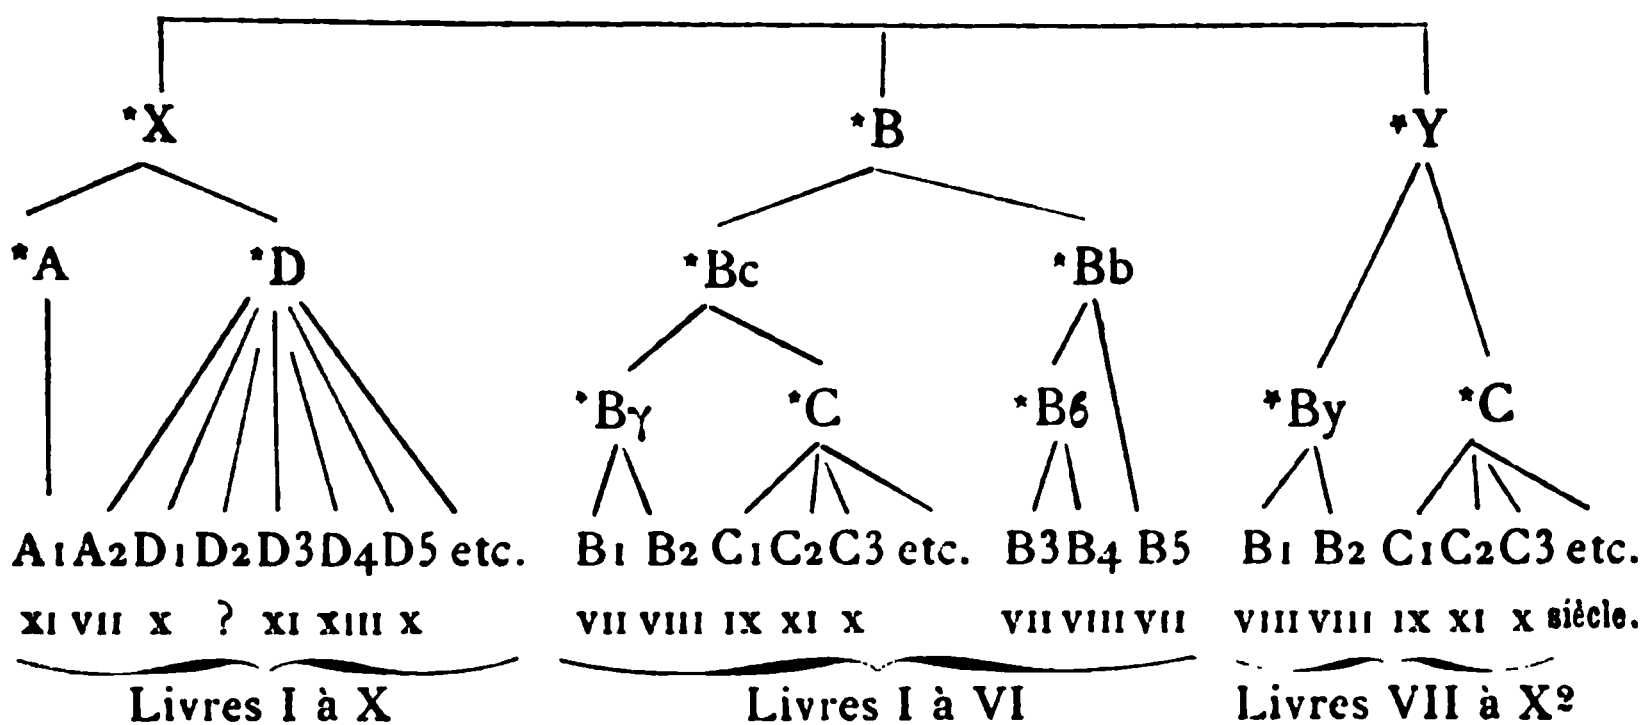 *X *B *Y
*A *D *Bc *Bb
*Bγ *C *B6 *By *C
A1 A2 D1 D2 D3 D4 D5 etc. B1 B2 C1 C2 C3 etc. B3 B4 B5 B1 B2 C1 C2 C3 etc.
XI VII X ? XI XIII X VII VIII IX XI X VII VIII VII VIII VIII IX XI X siècle.
Livres I à X Livres I à VI Livres VII à Xº